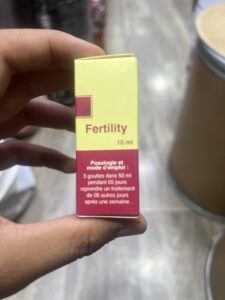 Fertility
10 ml
Posologie et
mode d'emploi :
3 gouttes dans 50 ml
pendant 05 jours
reprendre un traitement
de 05 autres jours
après une semaine .